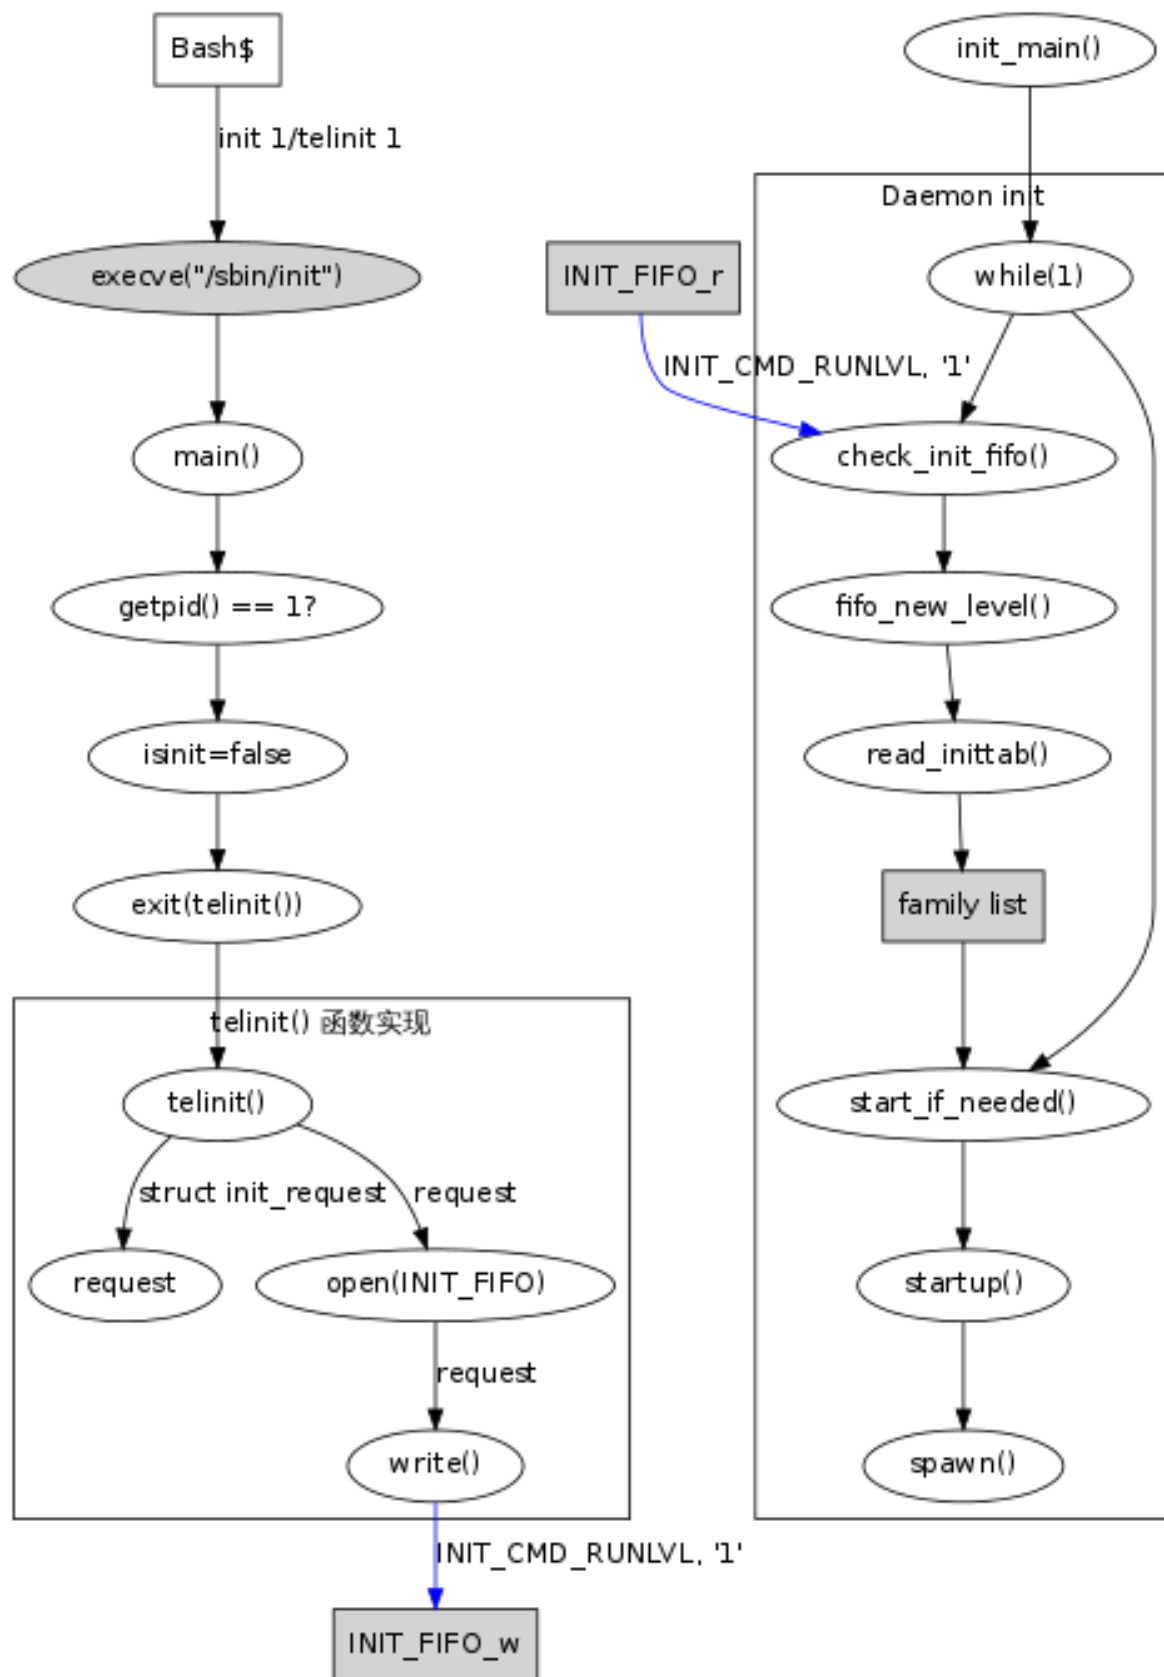 Bash$
init_main()
init 1/telinit 1
Daemon init
execve("/sbin/init")
INIT_FIFO_r
while(1)
INIT_CMD_RUNLVL, '1'
main()
check_init_fifo()
getpid() == 1?
fifo_new_level()
isinit=false
read_inittab()
exit(telinit())
family list
telinit() 函数实现
telinit()
start_if_needed()
struct init_request
request
request
open(INIT_FIFO)
startup()
request
write()
spawn()
INIT_CMD_RUNLVL, '1'
INIT_FIFO_w